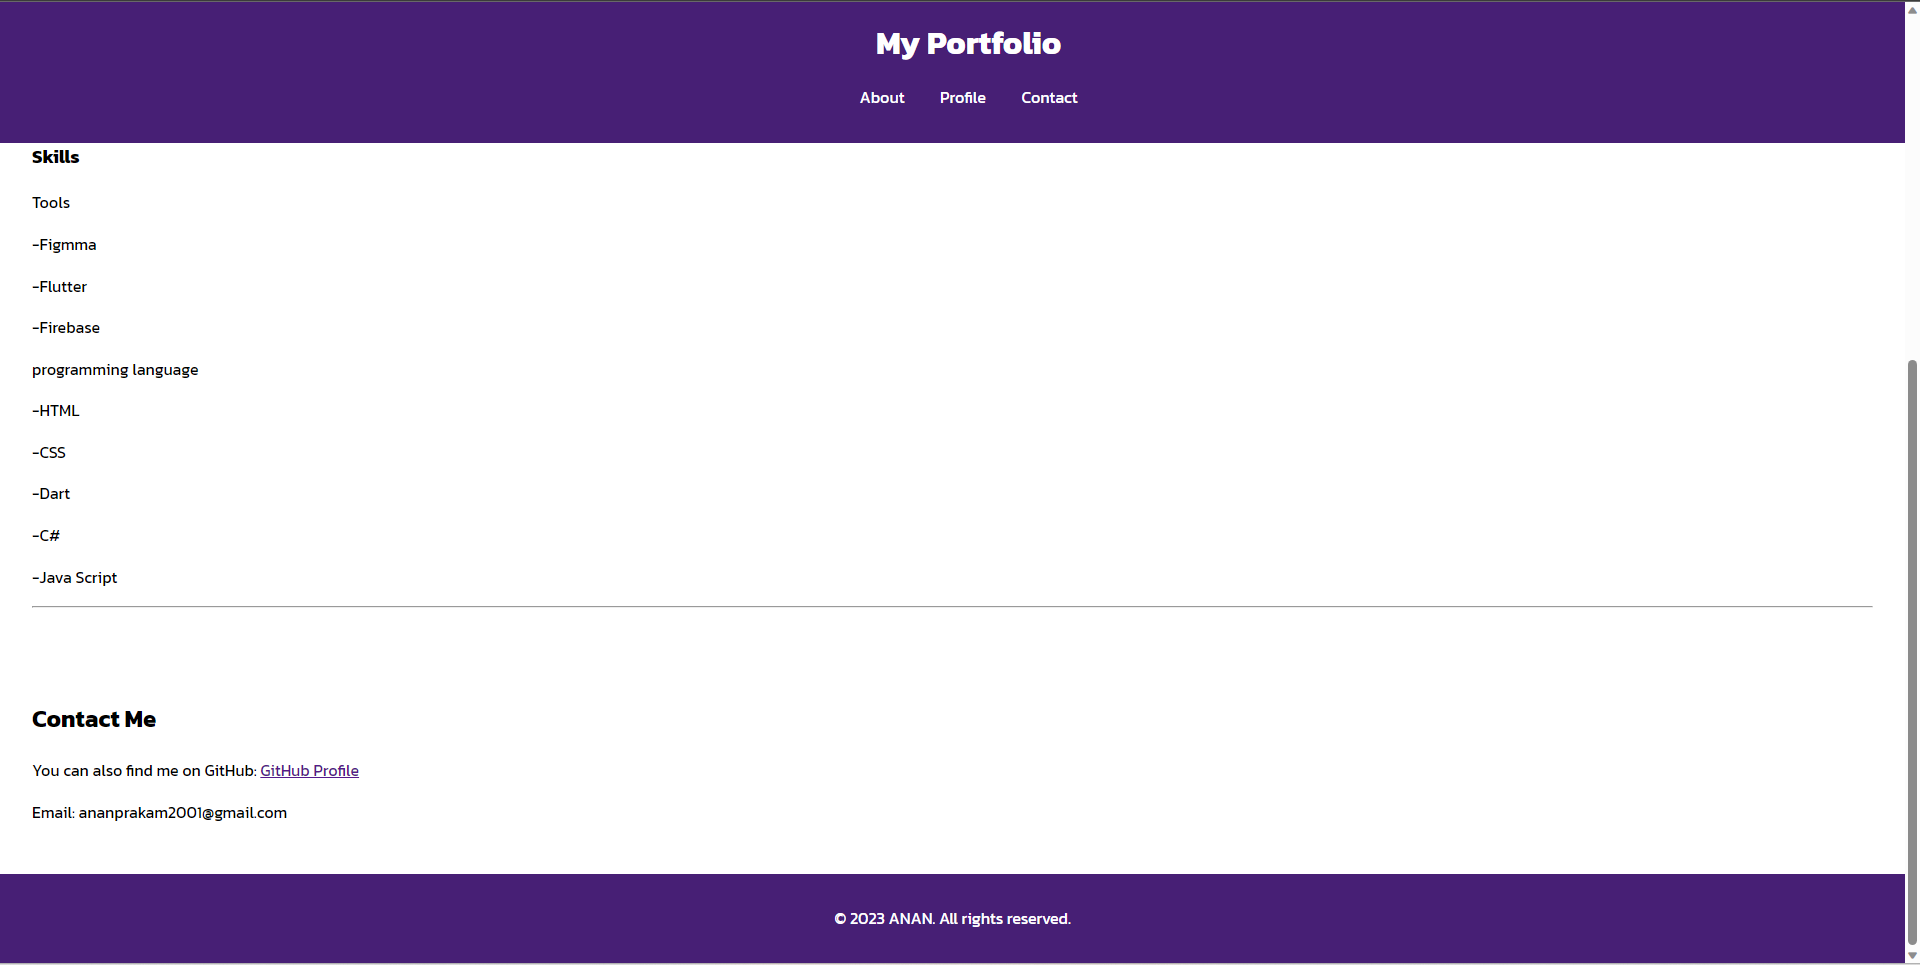 My Portfolio
About Profile Contact
Skills
Tools
-Figmma
-Flutter
-Firebase
programming language
-HTML
-CSS
-Dart
-C#
-Java Script
Contact Me
You can also find me on GitHub: GitHub Profile
Email: ananprakam2001@gmail.com
© 2023 ANAN. All rights reserved.